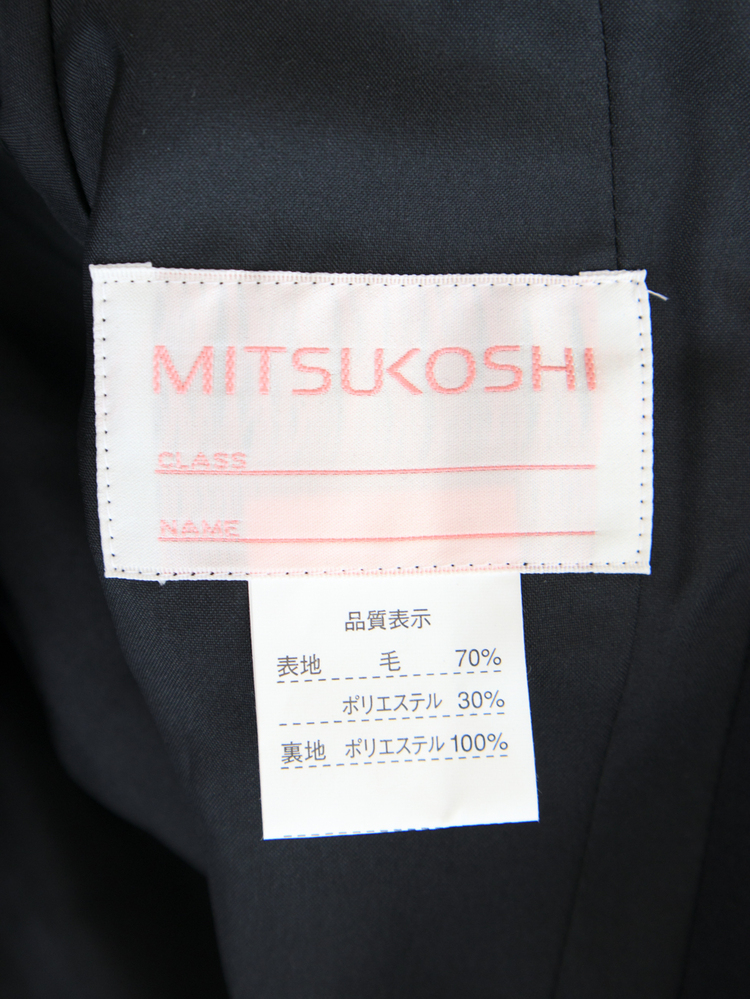 MITSUKOSHI
CLASS
NAME
品質表示
表地 毛 70%
ポリエステル 30%
裏地 ポリエステル 100%